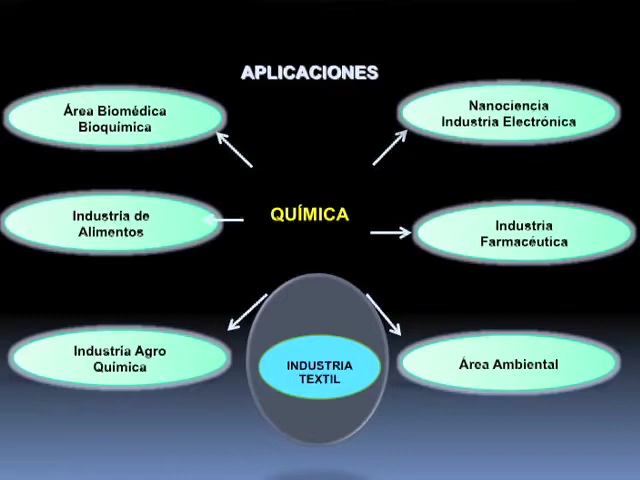 APLICACIONES
Área Biomédica
Bioquímica
Nanociencia
Industria Electrónica
Industria de
Alimentos
QUÍMICA
Industria
Farmacéutica
Industria Agro
Química
INDUSTRIA
TEXTIL
Área Ambiental